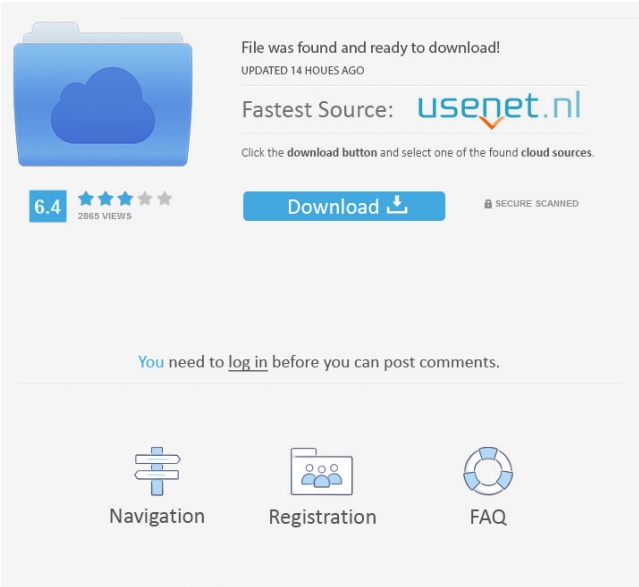 File was found and ready to download!
UPDATED 14 HOUES AGO
Fastest Source: usenet.nl
Click the download button and select one of the found cloud sources.
6.4
2865 VIEWS
Download
SECURE SCANNED
You need to log in before you can post comments.
Navigation
Registration
FAQ